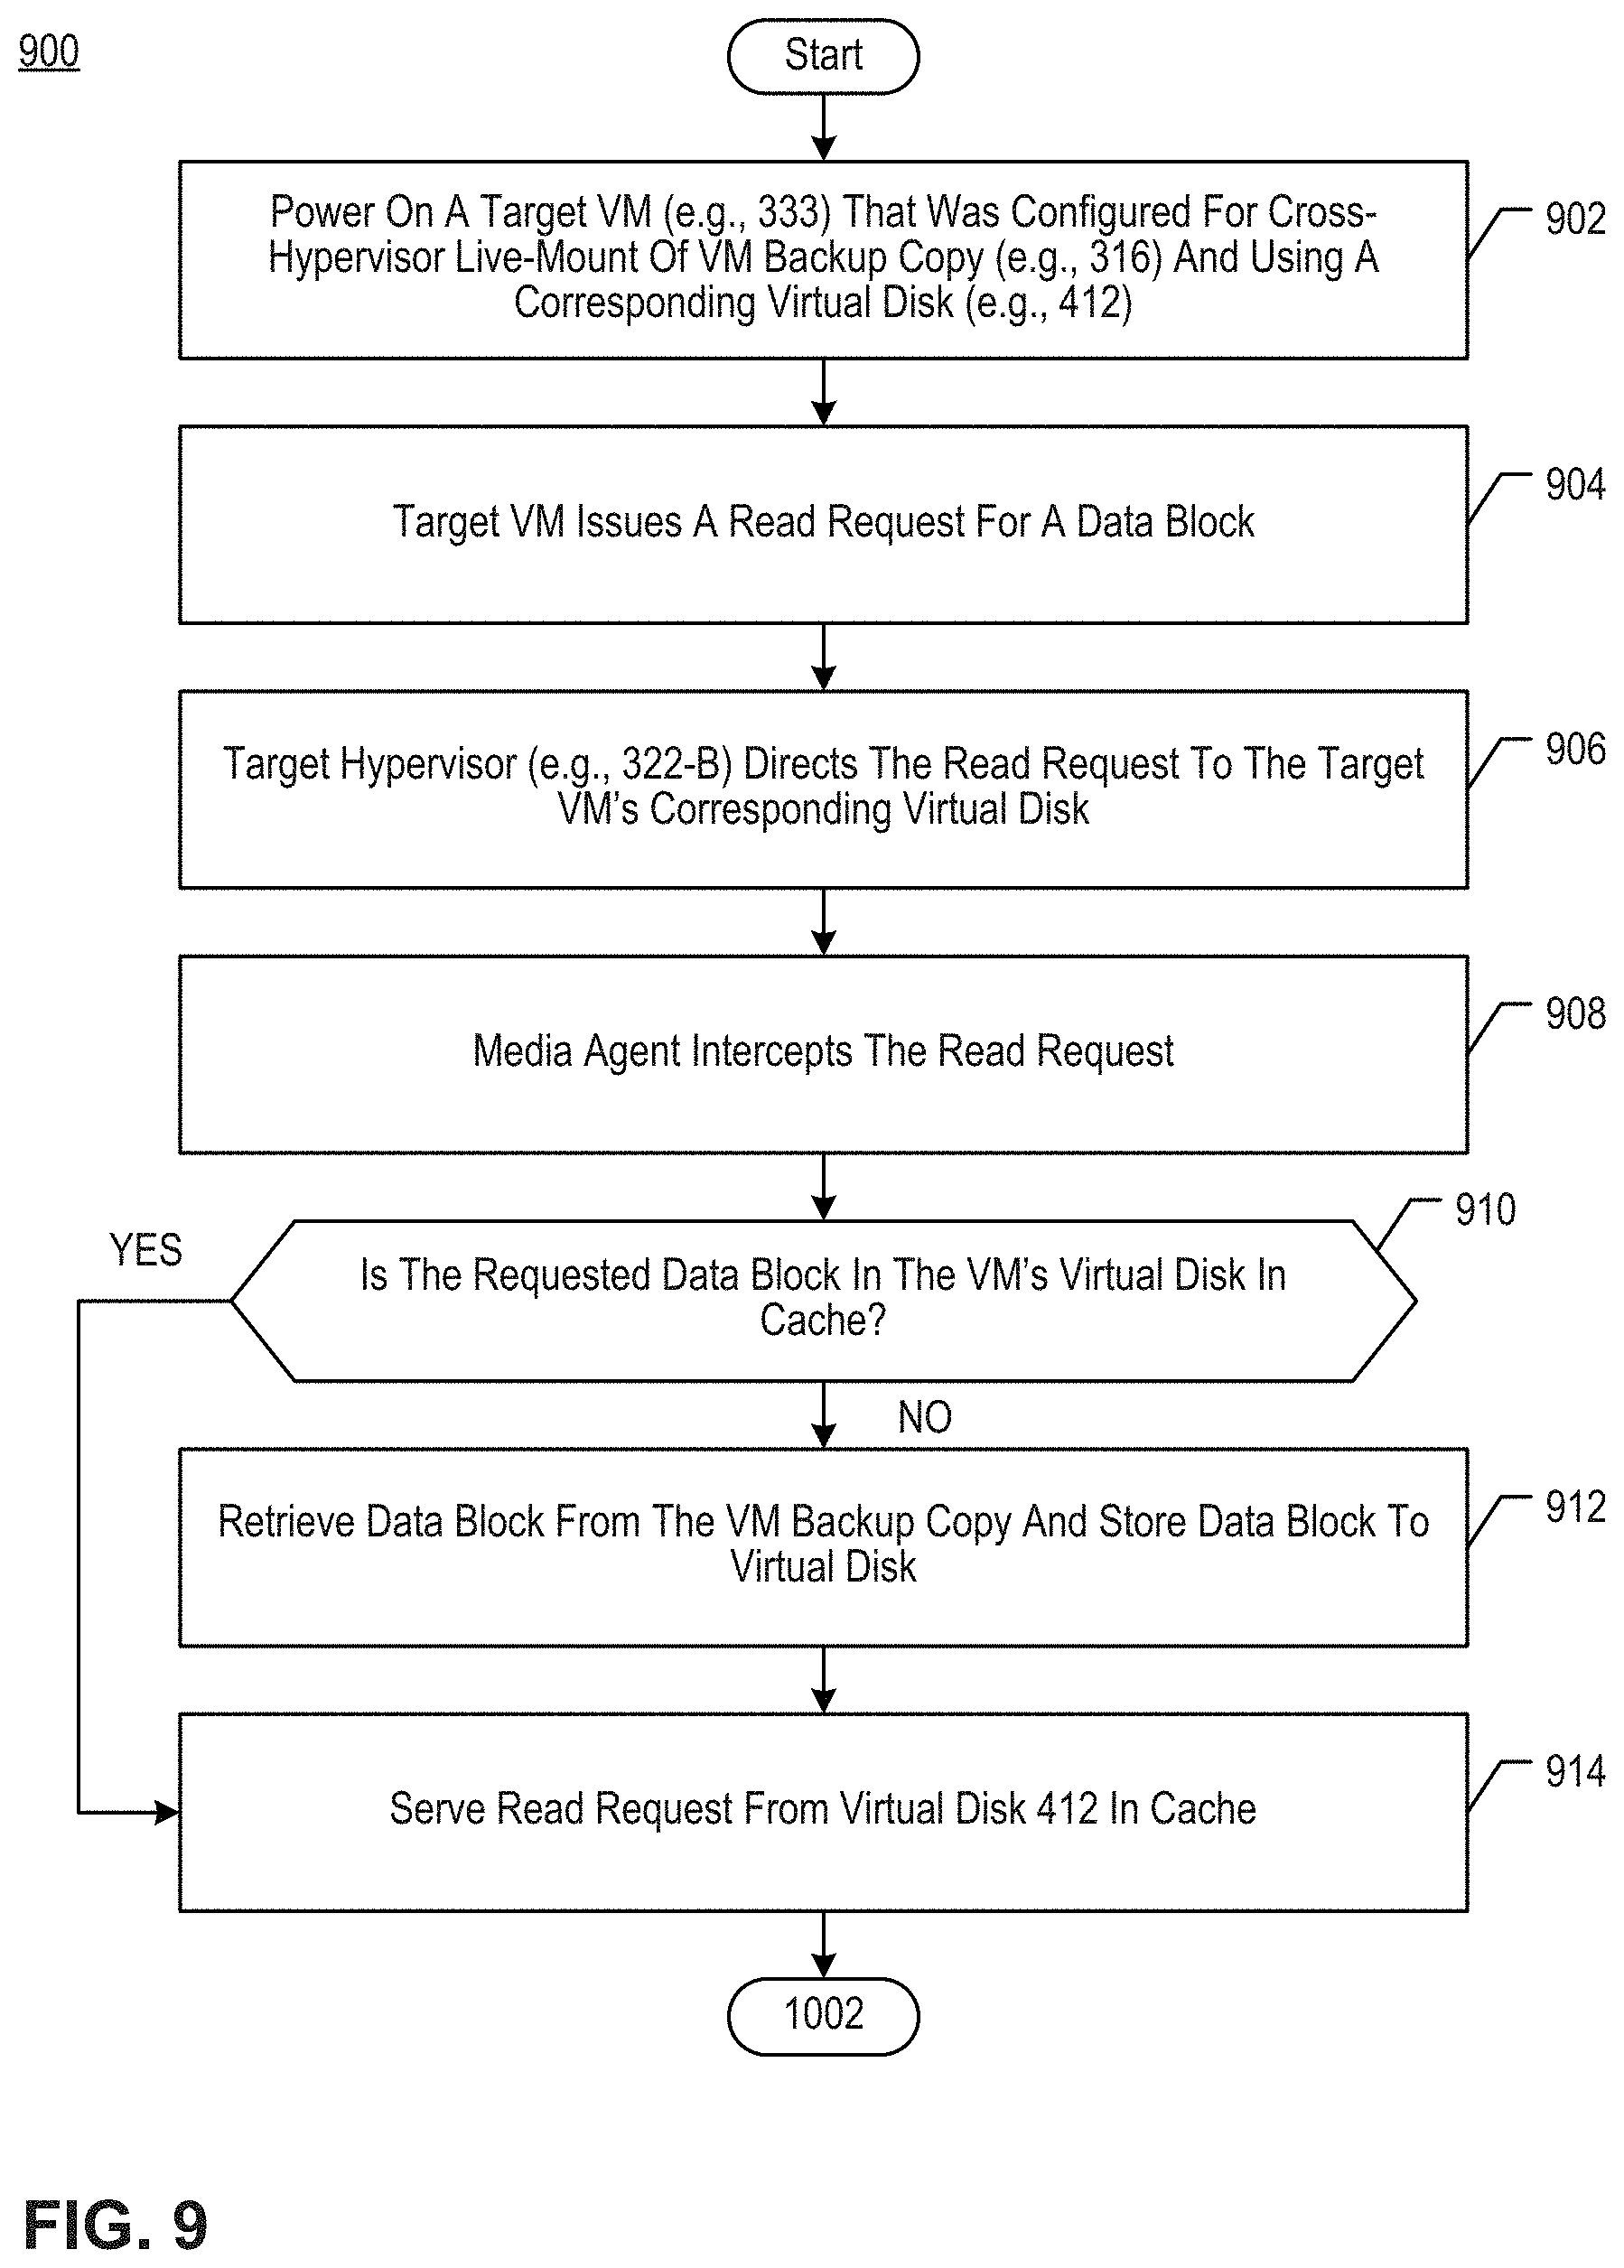 900
Start
Power On A Target VM (e.g., 333) That Was Configured For Cross-
Hypervisor Live-Mount Of VM Backup Copy (e.g., 316) And Using A
Corresponding Virtual Disk (e.g., 412)
902
Target VM Issues A Read Request For A Data Block
904
Target Hypervisor (e.g., 322-B) Directs The Read Request To The Target
VM's Corresponding Virtual Disk
906
Media Agent Intercepts The Read Request
908
Is The Requested Data Block In The VM's Virtual Disk In
Cache?
910
YES
NO
Retrieve Data Block From The VM Backup Copy And Store Data Block To
Virtual Disk
912
Serve Read Request From Virtual Disk 412 In Cache
914
1002
FIG. 9